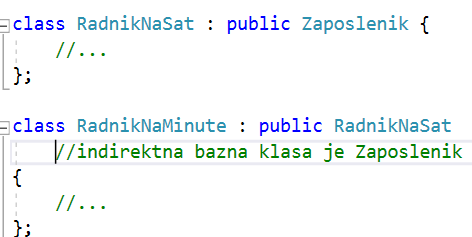 class RadnikNaSat : public Zaposlenik {
//...
};
class RadnikNaMinute : public RadnikNaSat
//indirektna bazna klasa je Zaposlenik
{
//...
};